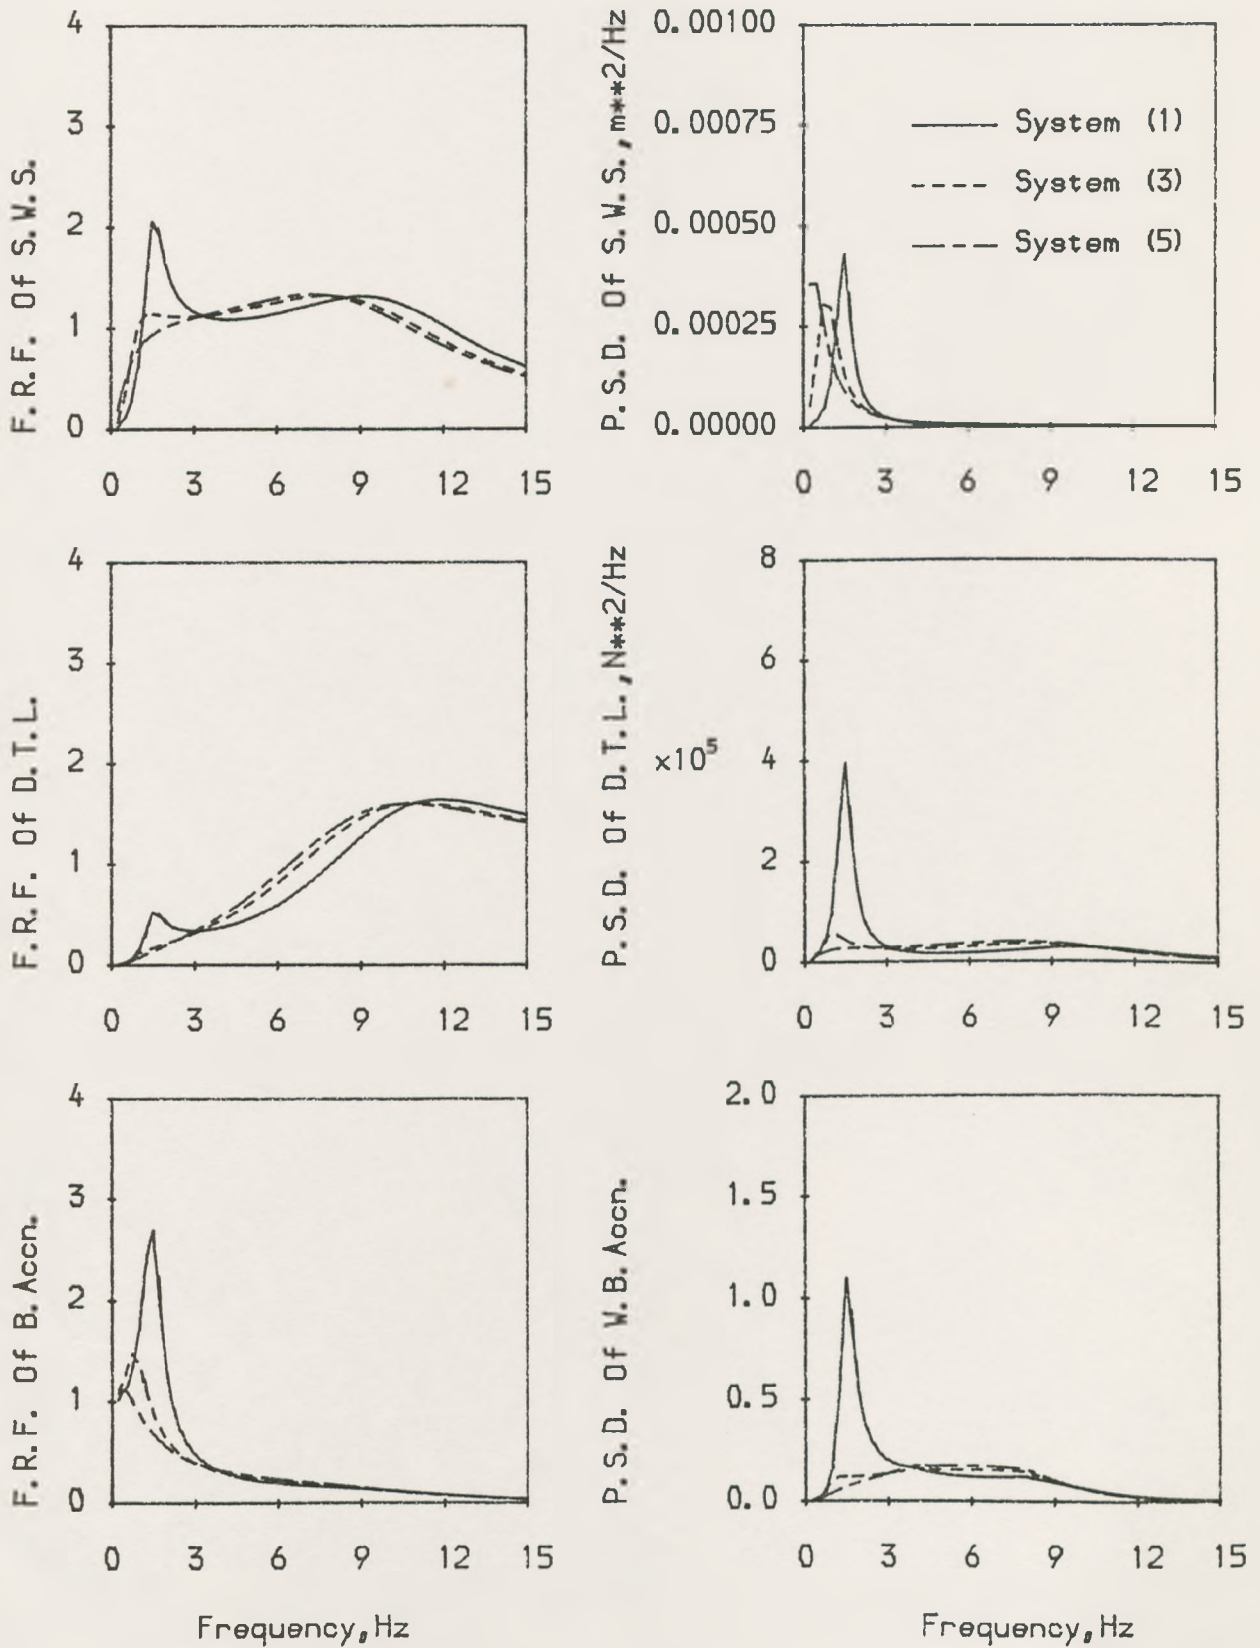 F.R.F. Of S.W.S.
4
3
2
1
0
0 3 6 9 12 15
P.S.D. Of S.W.S.,m**2/Hz
0.00100
0.00075
0.00050
0.00025
0.00000
System (1)
System (3)
System (5)
0 3 6 9 12 15
F.R.F. Of D.T.L.
4
3
2
1
0
0 3 6 9 12 15
P.S.D. Of D.T.L.,N**2/Hz
x10⁵
8
6
4
2
0
0 3 6 9 12 15
F.R.F. Of B.Accn.
4
3
2
1
0
0 3 6 9 12 15
Frequency,Hz
P.S.D. Of W.B.Accn.
2.0
1.5
1.0
0.5
0.0
0 3 6 9 12 15
Frequency,Hz